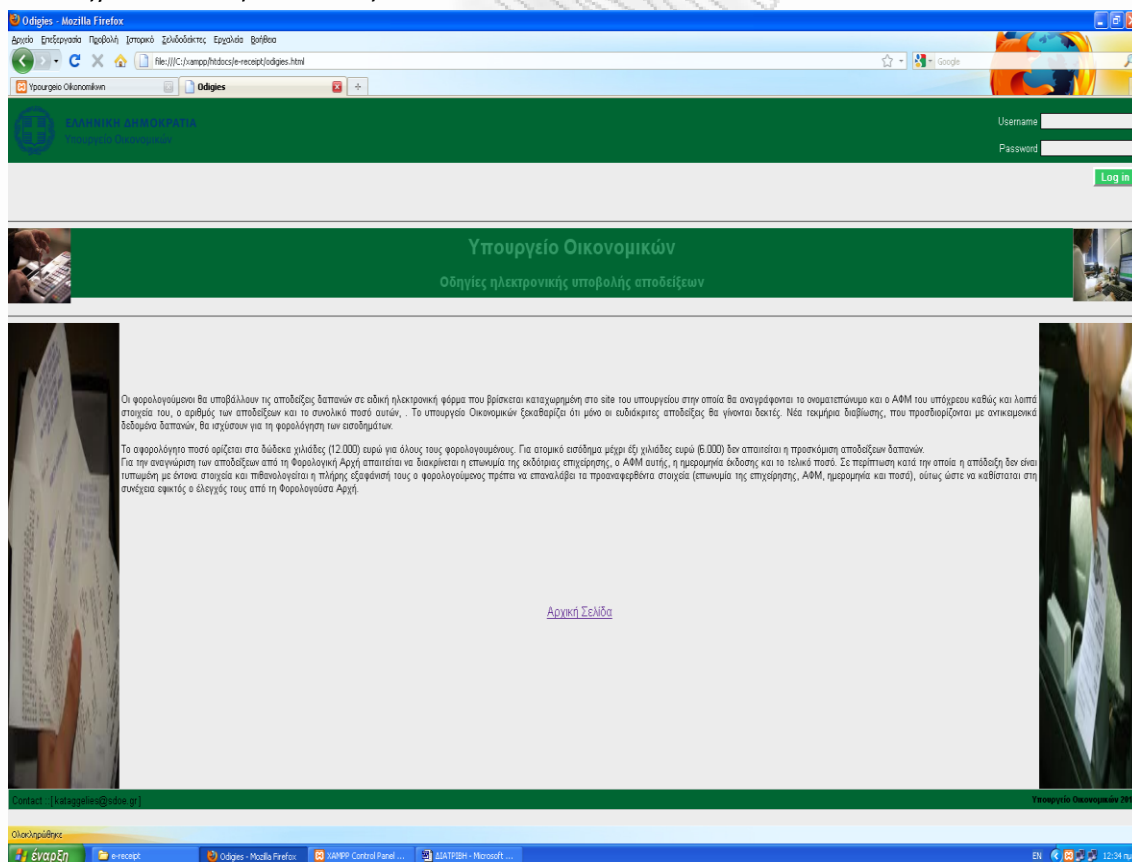 Odigies - Mozilla Firefox
Αρχείο Επεξεργασία Προβολή Ιστορικό Σελιδοδείκτες Εργαλεία Βοήθεια
file:///C:/xampp/htdocs/e-receipt/odigies.html
Google
Ypourgeio Oikonomikwn
Odigies
ΕΛΛΗΝΙΚΗ ΔΗΜΟΚΡΑΤΙΑ
Υπουργείο Οικονομικών
Username
Password
Log in
Υπουργείο Οικονομικών
Οδηγίες ηλεκτρονικής υποβολής αποδείξεων
Οι φορολογούμενοι θα υποβάλλουν τις αποδείξεις δαπανών σε ειδική ηλεκτρονική φόρμα που βρίσκεται καταχωρημένη στο site του υπουργείου στην οποία θα αναγράφονται το ονοματεπώνυμο και ο ΑΦΜ του υπόχρεου καθώς και λοιπά
στοιχεία του, ο αριθμός των αποδείξεων και το συνολικό ποσό αυτών, . Το υπουργείο Οικονομικών ξεκαθαρίζει ότι μόνο οι ευδιάκριτες αποδείξεις θα γίνονται δεκτές. Νέα τεκμήρια διαβίωσης, που προσδιορίζονται με αντικειμενικά
δεδομένα δαπανών, θα ισχύσουν για τη φορολόγηση των εισοδημάτων.
Το αφορολόγητο ποσό ορίζεται στα δώδεκα χιλιάδες (12.000) ευρώ για όλους τους φορολογουμένους. Για ατομικό εισόδημα μέχρι έξι χιλιάδες ευρώ (6.000) δεν απαιτείται η προσκόμιση αποδείξεων δαπανών.
Για την αναγνώριση των αποδείξεων από τη Φορολογική Αρχή απαιτείται να διακρίνεται η επωνυμία της εκδότριας επιχείρησης, ο ΑΦΜ αυτής, η ημερομηνία έκδοσης και το τελικό ποσό. Σε περίπτωση κατά την οποία η απόδειξη δεν είναι
τυπωμένη με έντονα στοιχεία και πιθανολογείται η πλήρης εξαφάνισή τους ο φορολογούμενος πρέπει να επαναλάβει τα προαναφερθέντα στοιχεία (επωνυμία της επιχείρησης, ΑΦΜ, ημερομηνία και ποσά), ούτως ώστε να καθίσταται στη
συνέχεια εφικτός ο έλεγχός τους από τη Φορολογούσα Αρχή.
Αρχική Σελίδα
Contact ::[kataggelies@sdoe.gr]
Υπουργείο Οικονομικών 201
Ολοκληρώθηκε
έναρξη
e-receipt
Odigies - Mozilla Firefox
XAMPP Control Panel ...
ΔΙΑΤΡΙΒΗ - Microsoft ...
EN
12:34 πμ